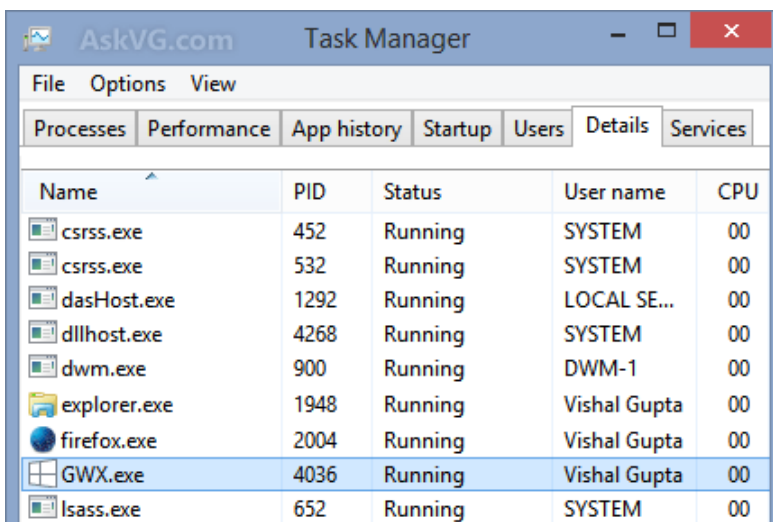 AskVG.com Task Manager
File Options View
Processes Performance App history Startup Users Details Services
Name PID Status User name CPU
csrss.exe 452 Running SYSTEM 00
csrss.exe 532 Running SYSTEM 00
dasHost.exe 1292 Running LOCAL SE... 00
dllhost.exe 4268 Running SYSTEM 00
dwm.exe 900 Running DWM-1 00
explorer.exe 1948 Running Vishal Gupta 00
firefox.exe 2004 Running Vishal Gupta 00
GWX.exe 4036 Running Vishal Gupta 00
lsass.exe 652 Running SYSTEM 00